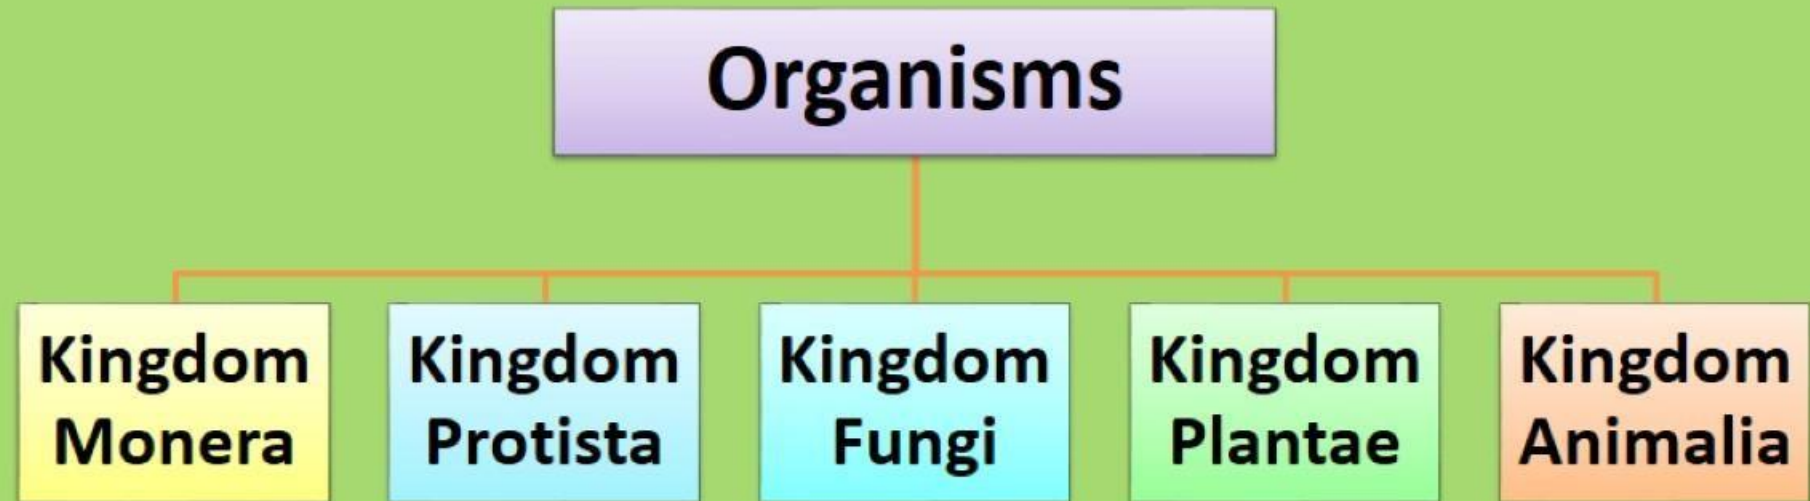 Organisms
Kingdom
Monera
Kingdom
Protista
Kingdom
Fungi
Kingdom
Plantae
Kingdom
Animalia